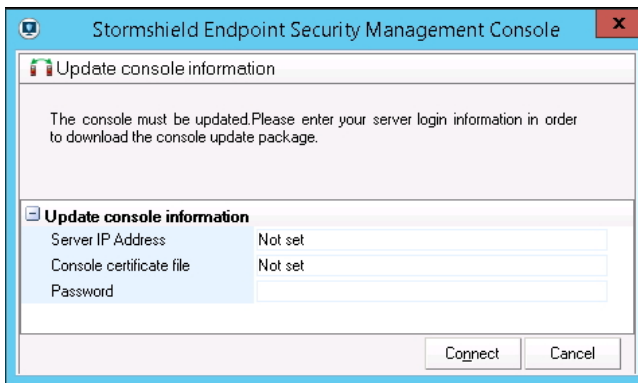 Stormshield Endpoint Security Management Console
x
Update console information
The console must be updated.Please enter your server login information in order
to download the console update package.
Update console information
Server IP Address Not set
Console certificate file Not set
Password
Connect Cancel